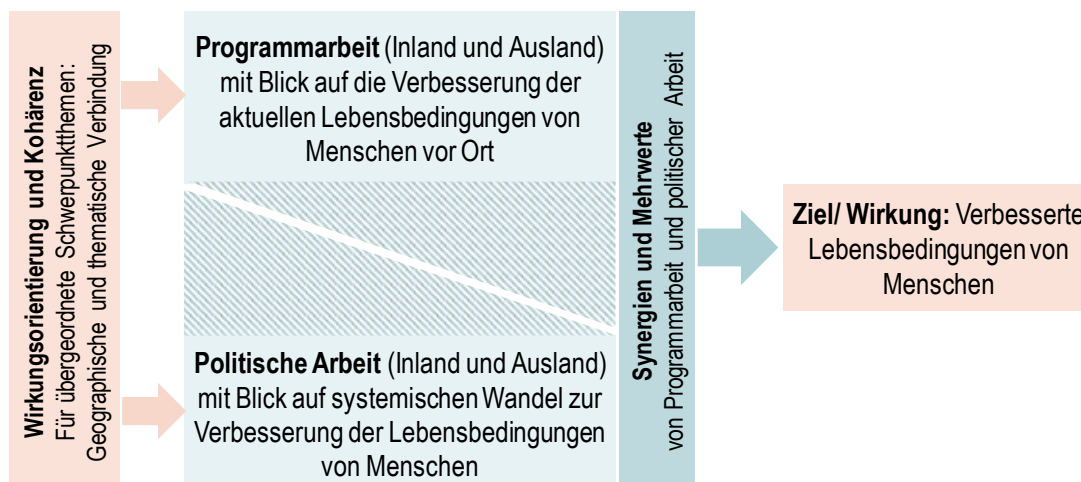 Wirkungsorientierung und Kohärenz
Für übergeordnete Schwerpunktthemen:
Geographische und thematische Verbindung
Programmarbeit (Inland und Ausland)
mit Blick auf die Verbesserung der
aktuellen Lebensbedingungen von
Menschen vor Ort
Politische Arbeit (Inland und Ausland)
mit Blick auf systemischen Wandel zur
Verbesserung der Lebensbedingungen
von Menschen
Synergien und Mehrwerte
von Programmarbeit und politischer Arbeit
Ziel/ Wirkung: Verbesserte
Lebensbedingungen von
Menschen